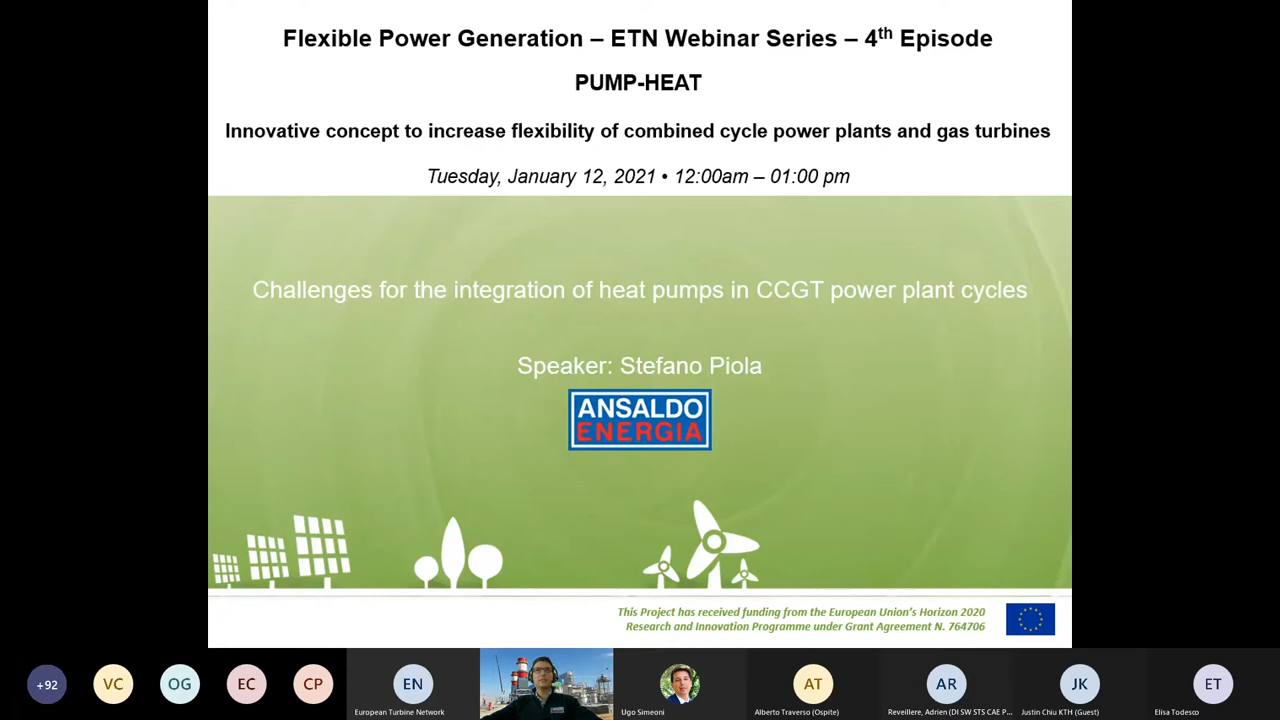 Flexible Power Generation – ETN Webinar Series – 4th Episode
PUMP-HEAT
Innovative concept to increase flexibility of combined cycle power plants and gas turbines
Tuesday, January 12, 2021 • 12:00am – 01:00 pm
Challenges for the integration of heat pumps in CCGT power plant cycles
Speaker: Stefano Piola
ANSALDO
ENERGIA
This Project has received funding from the European Union's Horizon 2020
Research and Innovation Programme under Grant Agreement N. 764706
+92 VC OG EC CP EN AT AR JK ET
European Turbine Network Ugo Simeoni Alberto Traverso (Ospite) Reveillere, Adrien (DI SW STS CAE P... Justin Chiu KTH (Guest) Elisa Todesco